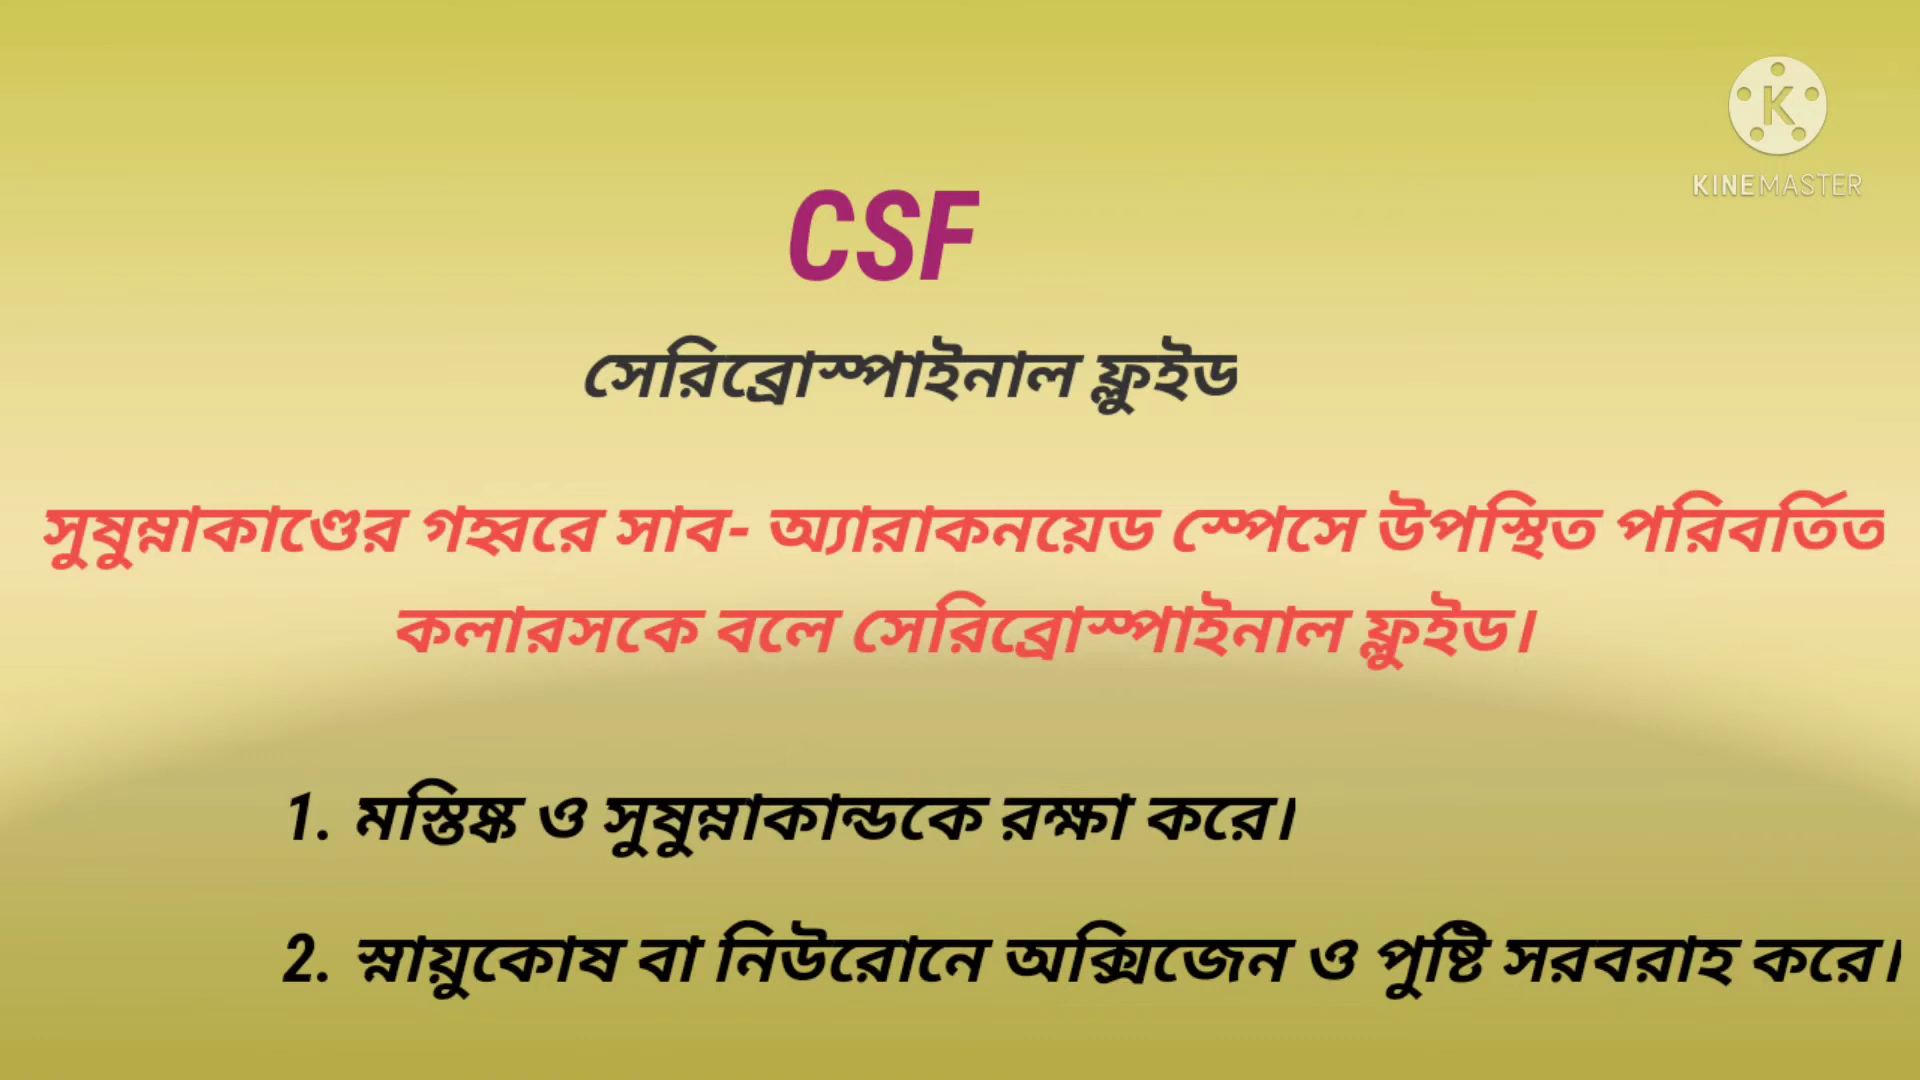 K
KINEMASTER
CSF
সেরিব্রোস্পাইনাল ফ্লুইড
সুষুম্নাকাণ্ডের গহ্বরে সাব- অ্যারাকনয়েড স্পেসে উপস্থিত পরিবর্তিত
কলারসকে বলে সেরিব্রোস্পাইনাল ফ্লুইড।
1. মস্তিষ্ক ও সুষুম্নাকান্ডকে রক্ষা করে।
2. স্নায়ুকোষ বা নিউরোনে অক্সিজেন ও পুষ্টি সরবরাহ করে।